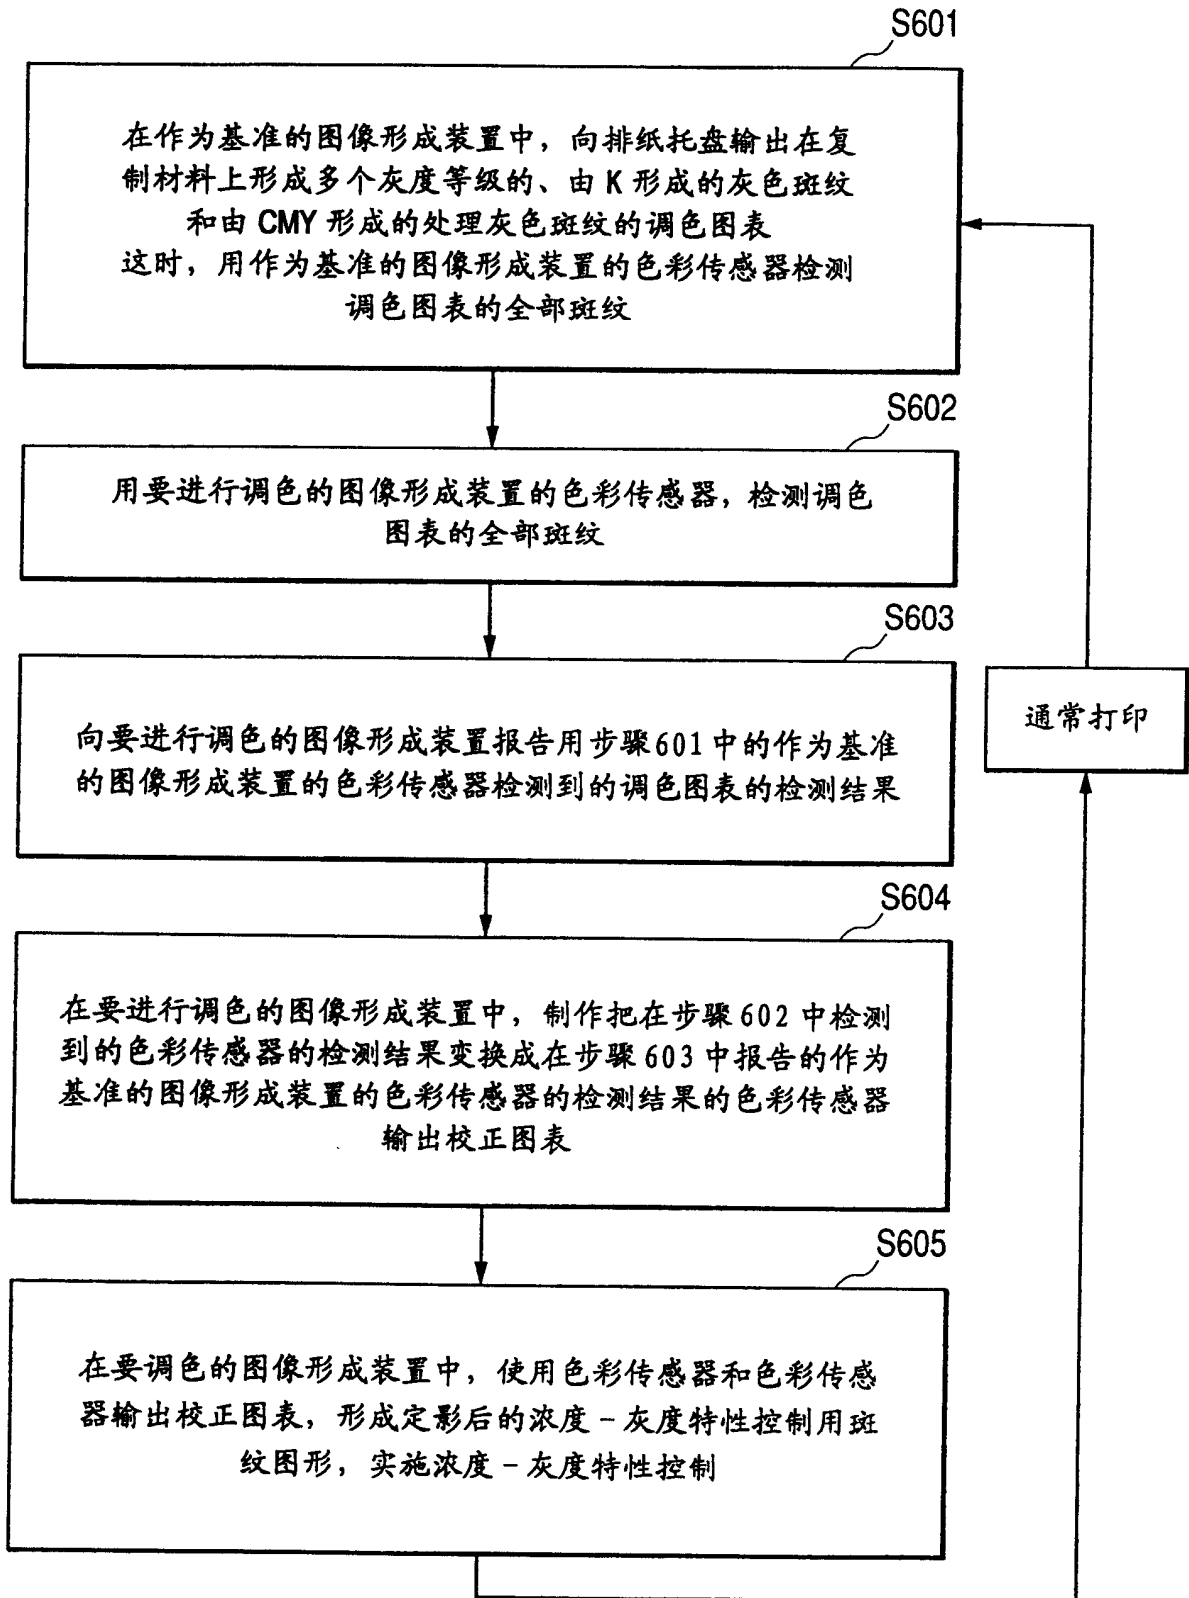 S601
在作为基准的图像形成装置中，向排纸托盘输出在复
制材料上形成多个灰度等级的、由 K 形成的灰色斑纹
和由 CMY 形成的处理灰色斑纹的调色图表
这时，用作为基准的图像形成装置的色彩传感器检测
调色图表的全部斑纹
S602
用要进行调色的图像形成装置的色彩传感器，检测调色
图表的全部斑纹
S603
向要进行调色的图像形成装置报告用步骤601中的作为基准
的图像形成装置的色彩传感器检测到的调色图表的检测结果
通常打印
S604
在要进行调色的图像形成装置中，制作把在步骤602中检测
到的色彩传感器的检测结果变换成在步骤603中报告的作为
基准的图像形成装置的色彩传感器的检测结果的色彩传感器
输出校正图表
S605
在要调色的图像形成装置中，使用色彩传感器和色彩传感
器输出校正图表，形成定影后的浓度－灰度特性控制用斑
纹图形，实施浓度－灰度特性控制